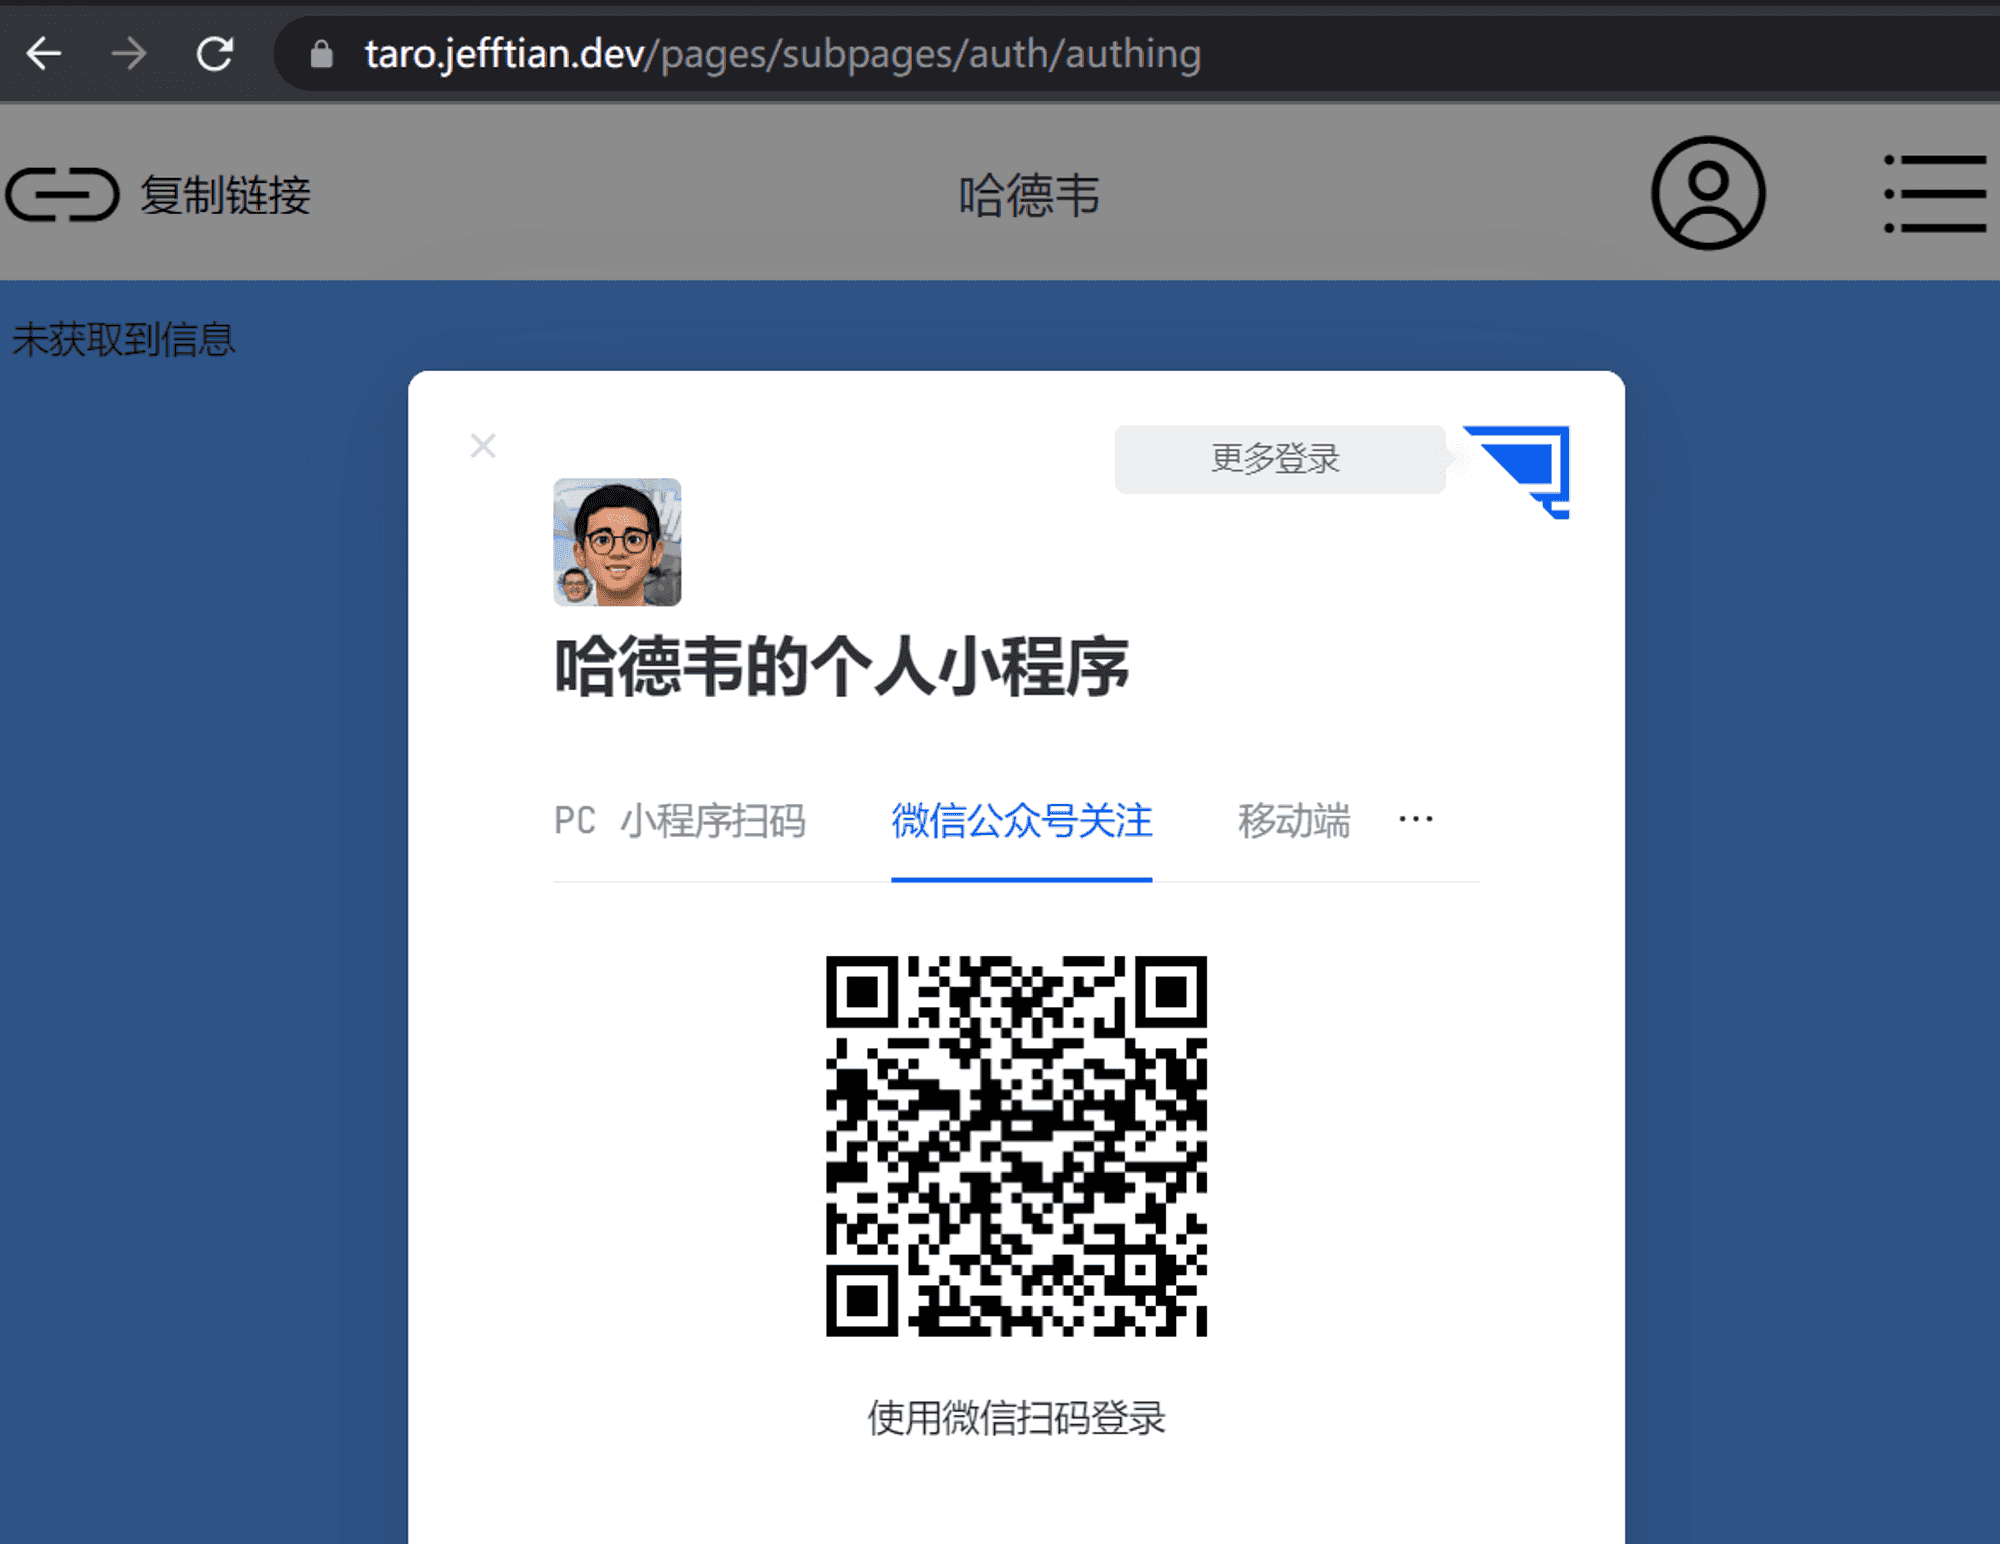 taro.jefftian.dev/pages/subpages/auth/authing
复制链接
哈德韦
未获取到信息
更多登录
哈德韦的个人小程序
PC 小程序扫码
微信公众号关注
移动端
···
使用微信扫码登录